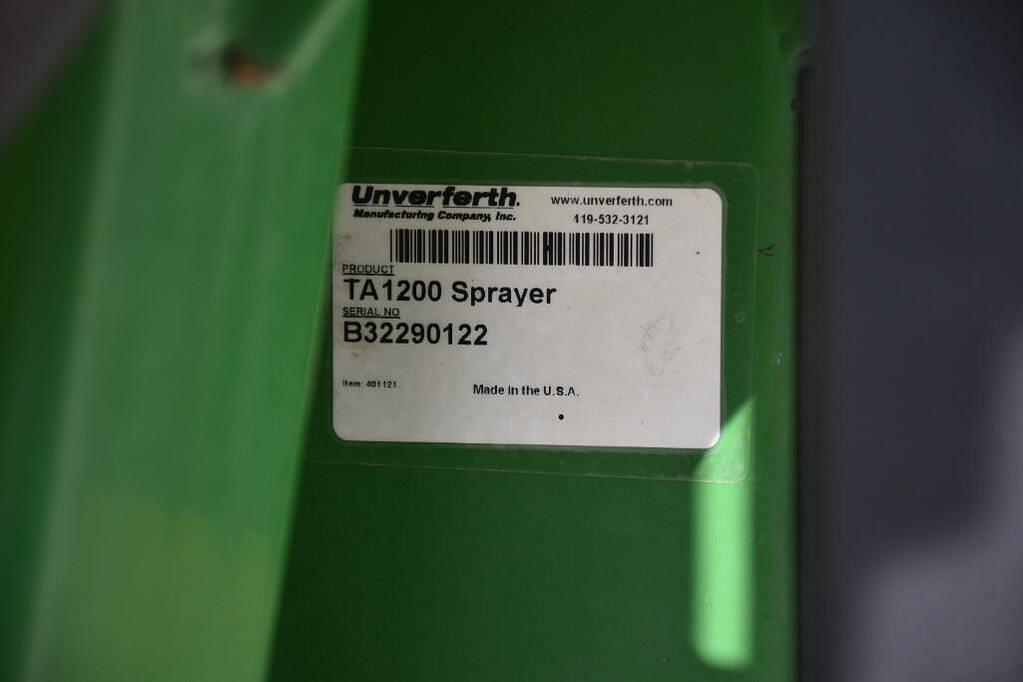 Unverferth.
www.unverferth.com
Manufacturing Company, Inc.
419-532-3121
PRODUCT
TA1200 Sprayer
SERIAL NO
B32290122
Item: 401121
Made in the U.S.A.